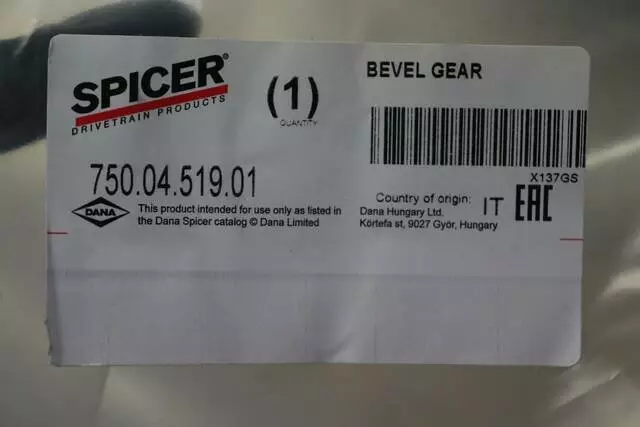 SPICER®
DRIVETRAIN PRODUCTS
(1)
QUANTITY
BEVEL GEAR
X137GS
750.04.519.01
DANA
This product intended for use only as listed in
the Dana Spicer catalog © Dana Limited
Country of origin: IT
Dana Hungary Ltd.
Körtefa st, 9027 Győr, Hungary
EAC